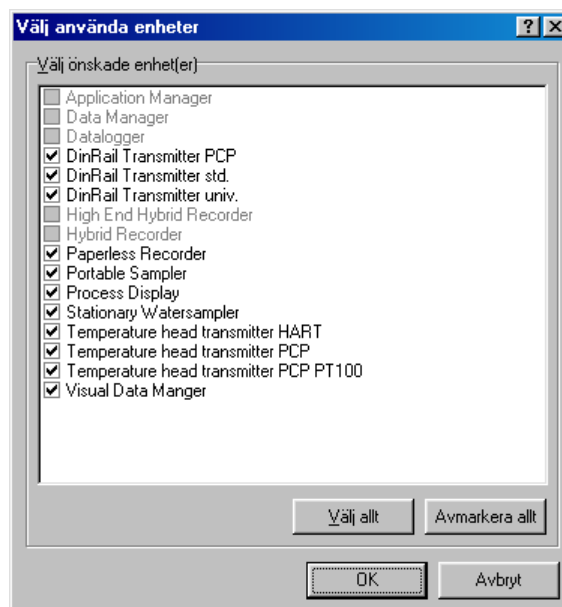 Välj använda enheter
Välj önskade enhet(er)
Application Manager
Data Manager
Datalogger
DinRail Transmitter PCP
DinRail Transmitter std.
DinRail Transmitter univ.
High End Hybrid Recorder
Hybrid Recorder
Paperless Recorder
Portable Sampler
Process Display
Stationary Watersampler
Temperature head transmitter HART
Temperature head transmitter PCP
Temperature head transmitter PCP PT100
Visual Data Manger
Välj allt
Avmarkera allt
OK
Avbryt